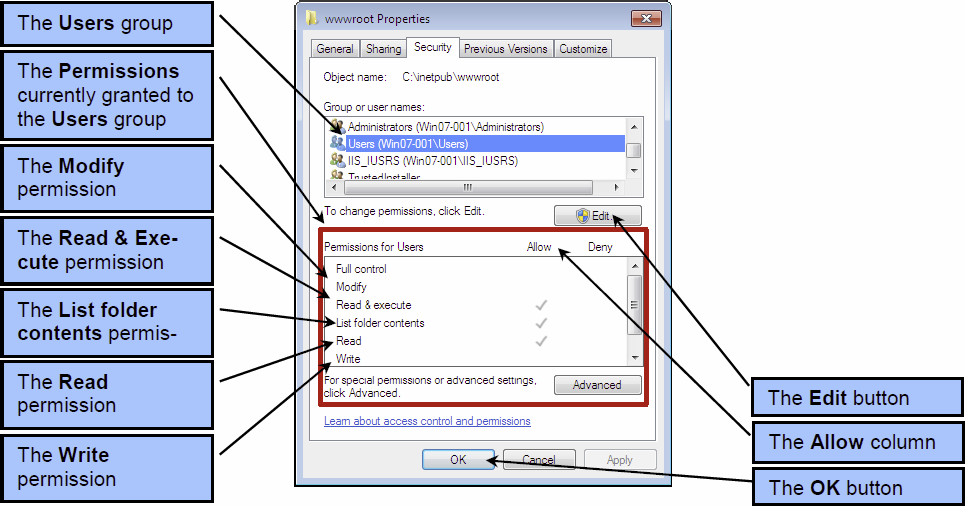 The Users group
The Permissions
currently granted to
the Users group
The Modify
permission
The Read & Exe-
cute permission
The List folder
contents permis-
The Read
permission
The Write
permission
wwwroot Properties
General
Sharing
Security
Previous Versions
Customize
Object name: C:\inetpub\wwwroot
Group or user names:
Administrators (Win07-001\Administrators)
Users (Win07-001\Users)
IIS_IUSRS (Win07-001\IIS_IUSRS)
TrustedInstaller
To change permissions, click Edit.
Edit...
Permissions for Users Allow Deny
Full control
Modify
Read & execute
List folder contents
Read
Write
For special permissions or advanced settings,
click Advanced.
Advanced
Learn about access control and permissions
OK
Cancel
Apply
The Edit button
The Allow column
The OK button